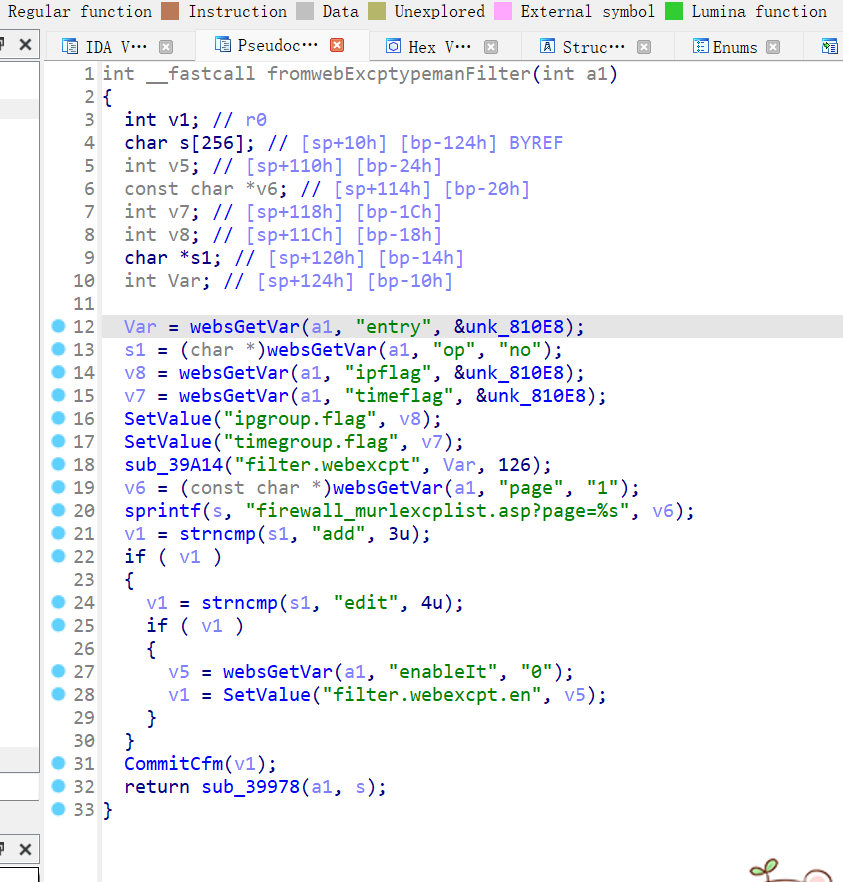 Regular function Instruction Data Unexplored External symbol Lumina function
IDA V··· Pseudoc··· Hex V··· Struc··· Enums
1 int __fastcall fromwebExcptypemanFilter(int a1)
2 {
3 int v1; // r0
4 char s[256]; // [sp+10h] [bp-124h] BYREF
5 int v5; // [sp+110h] [bp-24h]
6 const char *v6; // [sp+114h] [bp-20h]
7 int v7; // [sp+118h] [bp-1Ch]
8 int v8; // [sp+11Ch] [bp-18h]
9 char *s1; // [sp+120h] [bp-14h]
10 int Var; // [sp+124h] [bp-10h]
11
12 Var = websGetVar(a1, "entry", &unk_810E8);
13 s1 = (char *)websGetVar(a1, "op", "no");
14 v8 = websGetVar(a1, "ipflag", &unk_810E8);
15 v7 = websGetVar(a1, "timeflag", &unk_810E8);
16 SetValue("ipgroup.flag", v8);
17 SetValue("timegroup.flag", v7);
18 sub_39A14("filter.webexcpt", Var, 126);
19 v6 = (const char *)websGetVar(a1, "page", "1");
20 sprintf(s, "firewall_murlexcplist.asp?page=%s", v6);
21 v1 = strncmp(s1, "add", 3u);
22 if ( v1 )
23 {
24 v1 = strncmp(s1, "edit", 4u);
25 if ( v1 )
26 {
27 v5 = websGetVar(a1, "enableIt", "0");
28 v1 = SetValue("filter.webexcpt.en", v5);
29 }
30 }
31 CommitCfm(v1);
32 return sub_39978(a1, s);
33 }